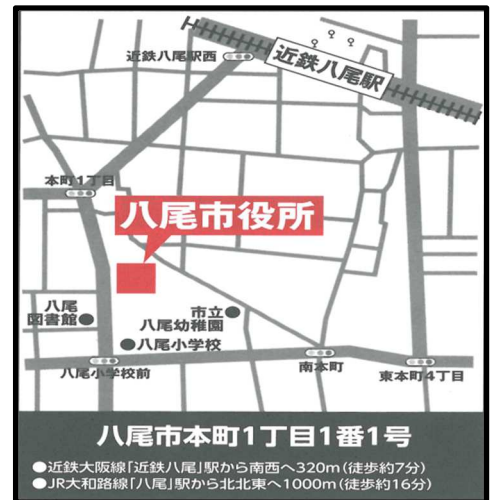 近鉄八尾駅西
近鉄八尾駅
本町1丁目
八尾市役所
八尾
図書館
市立
八尾幼稚園
八尾小学校
八尾小学校前
南本町
東本町4丁目
八尾市本町1丁目1番1号
●近鉄大阪線「近鉄八尾」駅から南西へ320m(徒歩約7分)
●JR大和路線「八尾」駅から北北東へ1000m(徒歩約16分)